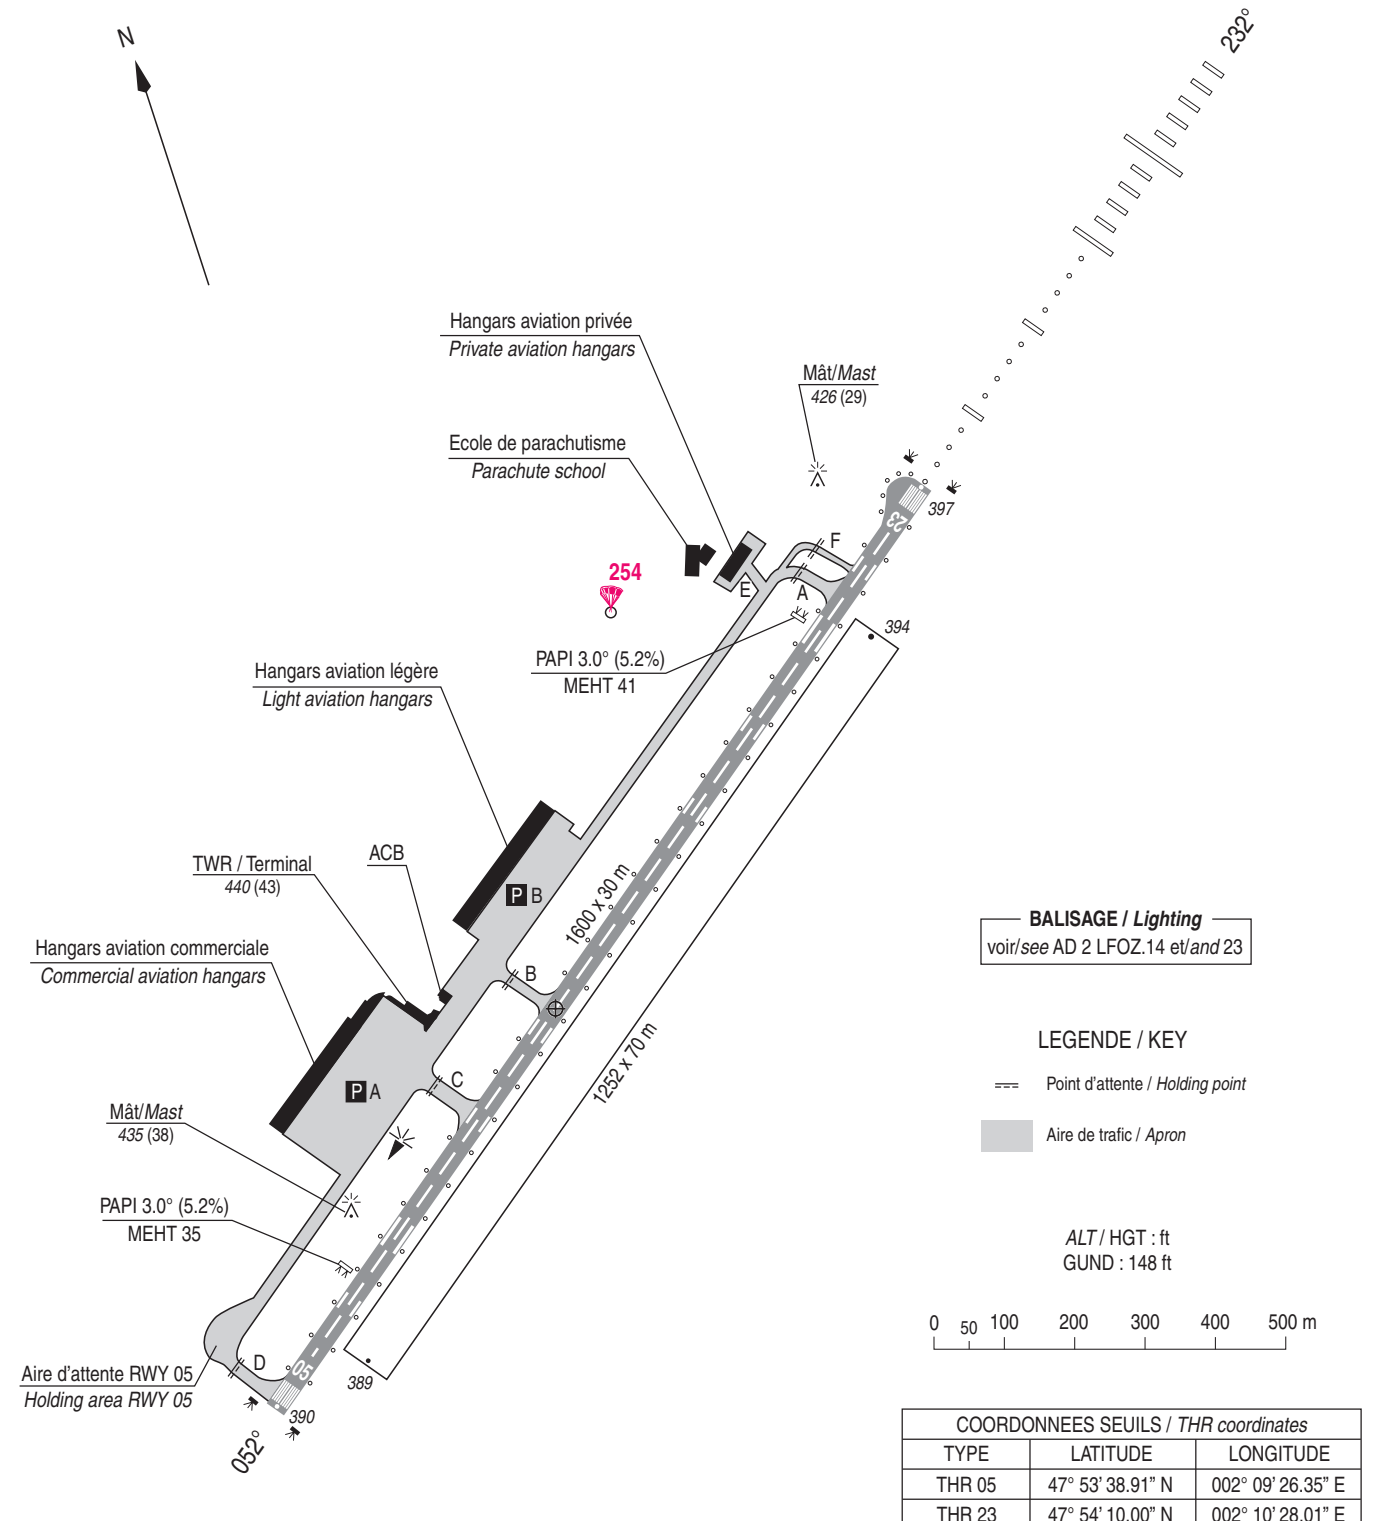 N
232°
Hangars aviation privée
Private aviation hangars
Mât/Mast
426 (29)
Ecole de parachutisme
Parachute school
397
23
F
254
E
A
394
PAPI 3.0° (5.2%)
MEHT 41
Hangars aviation légère
Light aviation hangars
ACB
TWR / Terminal
440 (43)
P B
1600 x 30 m
BALISAGE / Lighting
voir/see AD 2 LFOZ.14 et/and 23
Hangars aviation commerciale
Commercial aviation hangars
B
LEGENDE / KEY
1252 x 70 m
C
Point d'attente / Holding point
P A
Mât/Mast
435 (38)
Aire de trafic / Apron
PAPI 3.0° (5.2%)
MEHT 35
ALT / HGT : ft
GUND : 148 ft
0 50 100 200 300 400 500 m
D
05
Aire d'attente RWY 05
Holding area RWY 05
389
390
052°
COORDONNEES SEUILS / THR coordinates
TYPE LATITUDE LONGITUDE
THR 05 47° 53' 38.91” N 002° 09' 26.35” E
THR 23 47° 54' 10.00” N 002° 10' 28.01” E